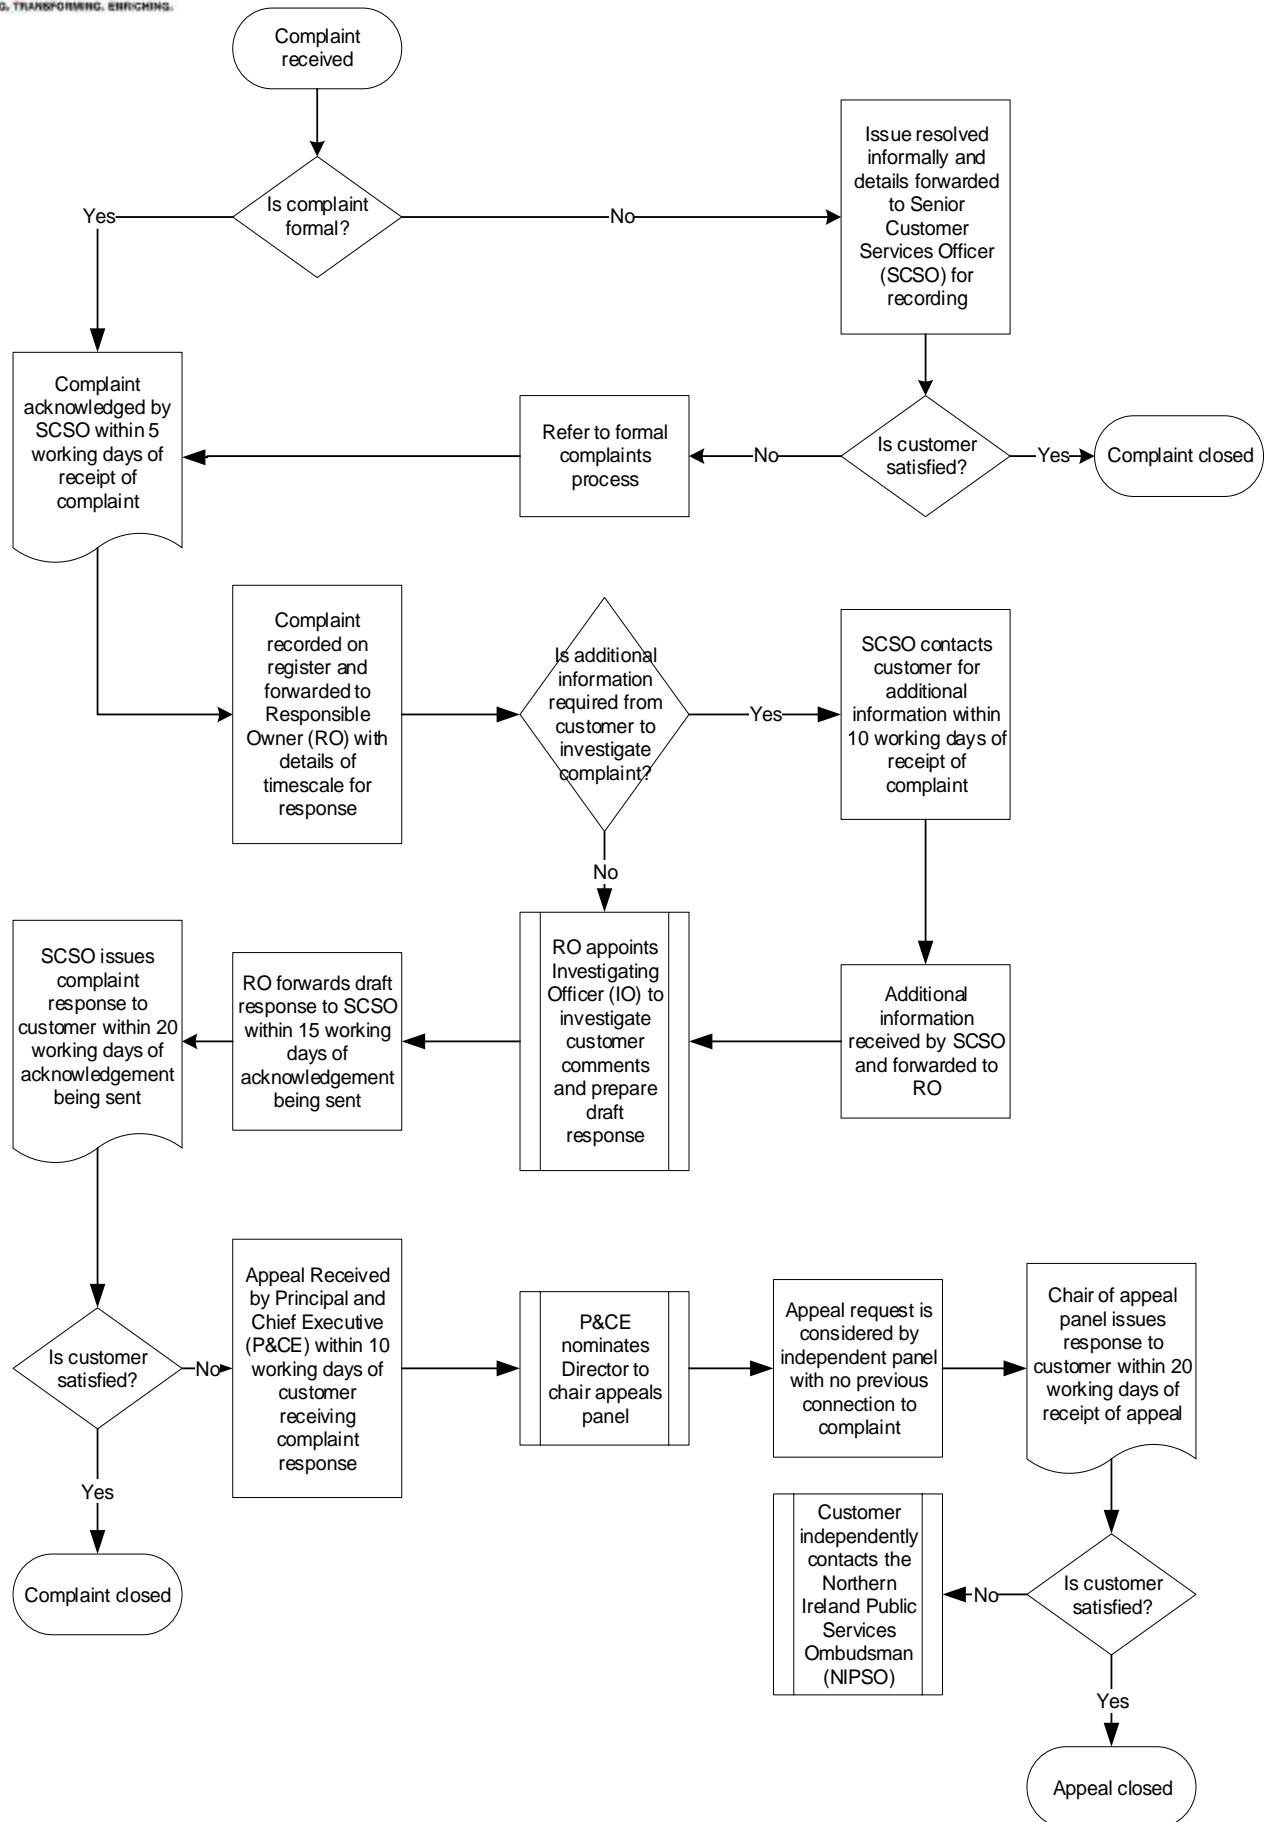 TRANSFORMING. ENRICHING.
Complaint
received
Is complaint
formal?
Yes
No
Issue resolved
informally and
details forwarded
to Senior
Customer
Services Officer
(SCSO) for
recording
Complaint
acknowledged by
SCSO within 5
working days of
receipt of
complaint
Refer to formal
complaints
process
No
Is customer
satisfied?
Yes
Complaint closed
Complaint
recorded on
register and
forwarded to
Responsible
Owner (RO) with
details of
timescale for
response
Is additional
information
required from
customer to
investigate
complaint?
Yes
No
SCSO contacts
customer for
additional
information within
10 working days of
receipt of
complaint
SCSO issues
complaint
response to
customer within 20
working days of
acknowledgement
being sent
RO forwards draft
response to SCSO
within 15 working
days of
acknowledgement
being sent
RO appoints
Investigating
Officer (IO) to
investigate
customer
comments
and prepare
draft
response
Additional
information
received by SCSO
and forwarded to
RO
Is customer
satisfied?
No
Yes
Complaint closed
Appeal Received
by Principal and
Chief Executive
(P&CE) within 10
working days of
customer
receiving
complaint
response
P&CE
nominates
Director to
chair appeals
panel
Appeal request is
considered by
independent panel
with no previous
connection to
complaint
Chair of appeal
panel issues
response to
customer within 20
working days of
receipt of appeal
Customer
independently
contacts the
Northern
Ireland Public
Services
Ombudsman
(NIPSO)
No
Is customer
satisfied?
Yes
Appeal closed